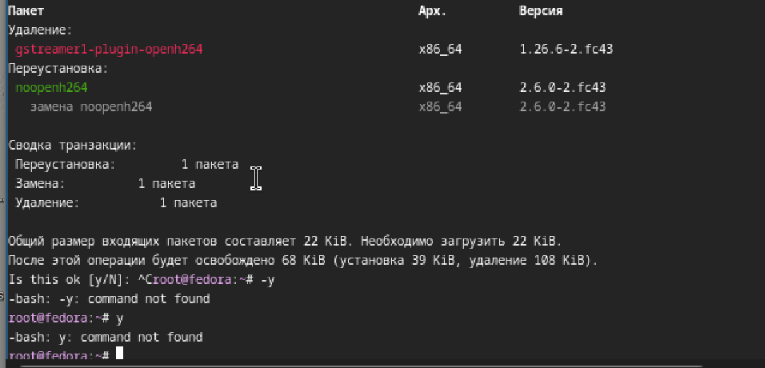 Пакет Арх. Версия
Удаление:
gstreamer1-plugin-openh264 x86_64 1.26.6-2.fc43
Переустановка:
noopenh264 x86_64 2.6.0-2.fc43
замена noopenh264 x86_64 2.6.0-2.fc43
Сводка транзакции:
Переустановка: 1 пакета
Замена: 1 пакета
Удаление: 1 пакета
Общий размер входящих пакетов составляет 22 KiB. Необходимо загрузить 22 KiB.
После этой операции будет освобождено 68 KiB (установка 39 KiB, удаление 108 KiB).
Is this ok [y/N]: ^Croot@fedora:~# -y
-bash: -y: command not found
root@fedora:~# y
-bash: y: command not found
root@fedora:~#